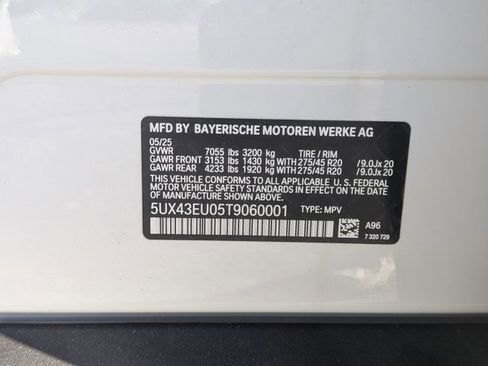 MFD BY BAYERISCHE MOTOREN WERKE AG
05/25
GVWR 7055 lbs 3200 kg TIRE / RIM
GAWR FRONT 3153 lbs 1430 kg WITH 275/45 R20 /9.0Jx 20
GAWR REAR 4233 lbs 1920 kg WITH 275/45 R20 /9.0Jx 20
THIS VEHICLE CONFORMS TO ALL APPLICABLE U.S. FEDERAL MOTOR
VEHICLE SAFETY STANDARDS IN EFFECT ON THE DATE OF
MANUFACTURE SHOWN ABOVE.
5UX43EU05T9060001 TYPE: MPV
A96
7 320 729